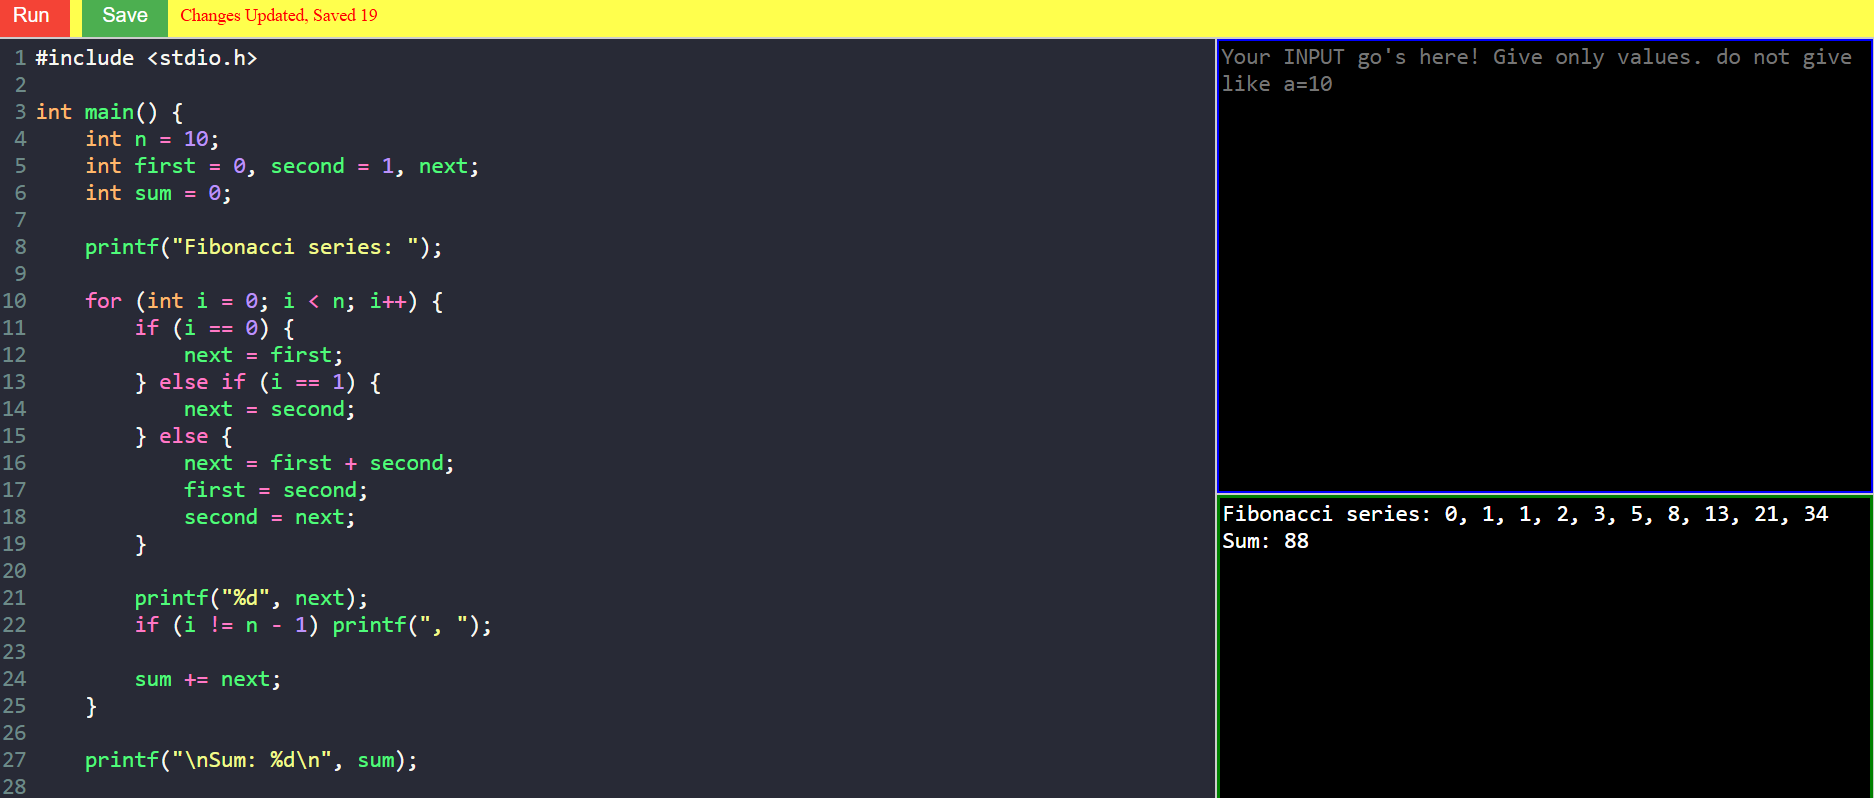 Run Save Changes Updated, Saved 19
1 #include <stdio.h>
2
3 int main() {
4     int n = 10;
5     int first = 0, second = 1, next;
6     int sum = 0;
7
8     printf("Fibonacci series: ");
9
10     for (int i = 0; i < n; i++) {
11         if (i == 0) {
12             next = first;
13         } else if (i == 1) {
14             next = second;
15         } else {
16             next = first + second;
17             first = second;
18             second = next;
19         }
20
21         printf("%d", next);
22         if (i != n - 1) printf(", ");
23
24         sum += next;
25     }
26
27     printf("\nSum: %d\n", sum);
28
Your INPUT go's here! Give only values. do not give
like a=10
Fibonacci series: 0, 1, 1, 2, 3, 5, 8, 13, 21, 34
Sum: 88